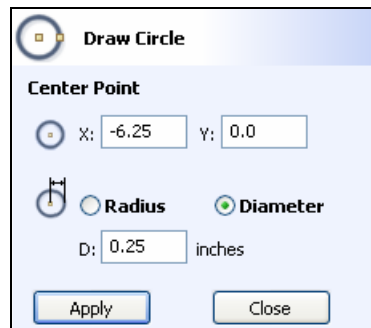 Draw Circle
Center Point
X: -6.25 Y: 0.0
Radius Diameter
D: 0.25 inches
Apply Close